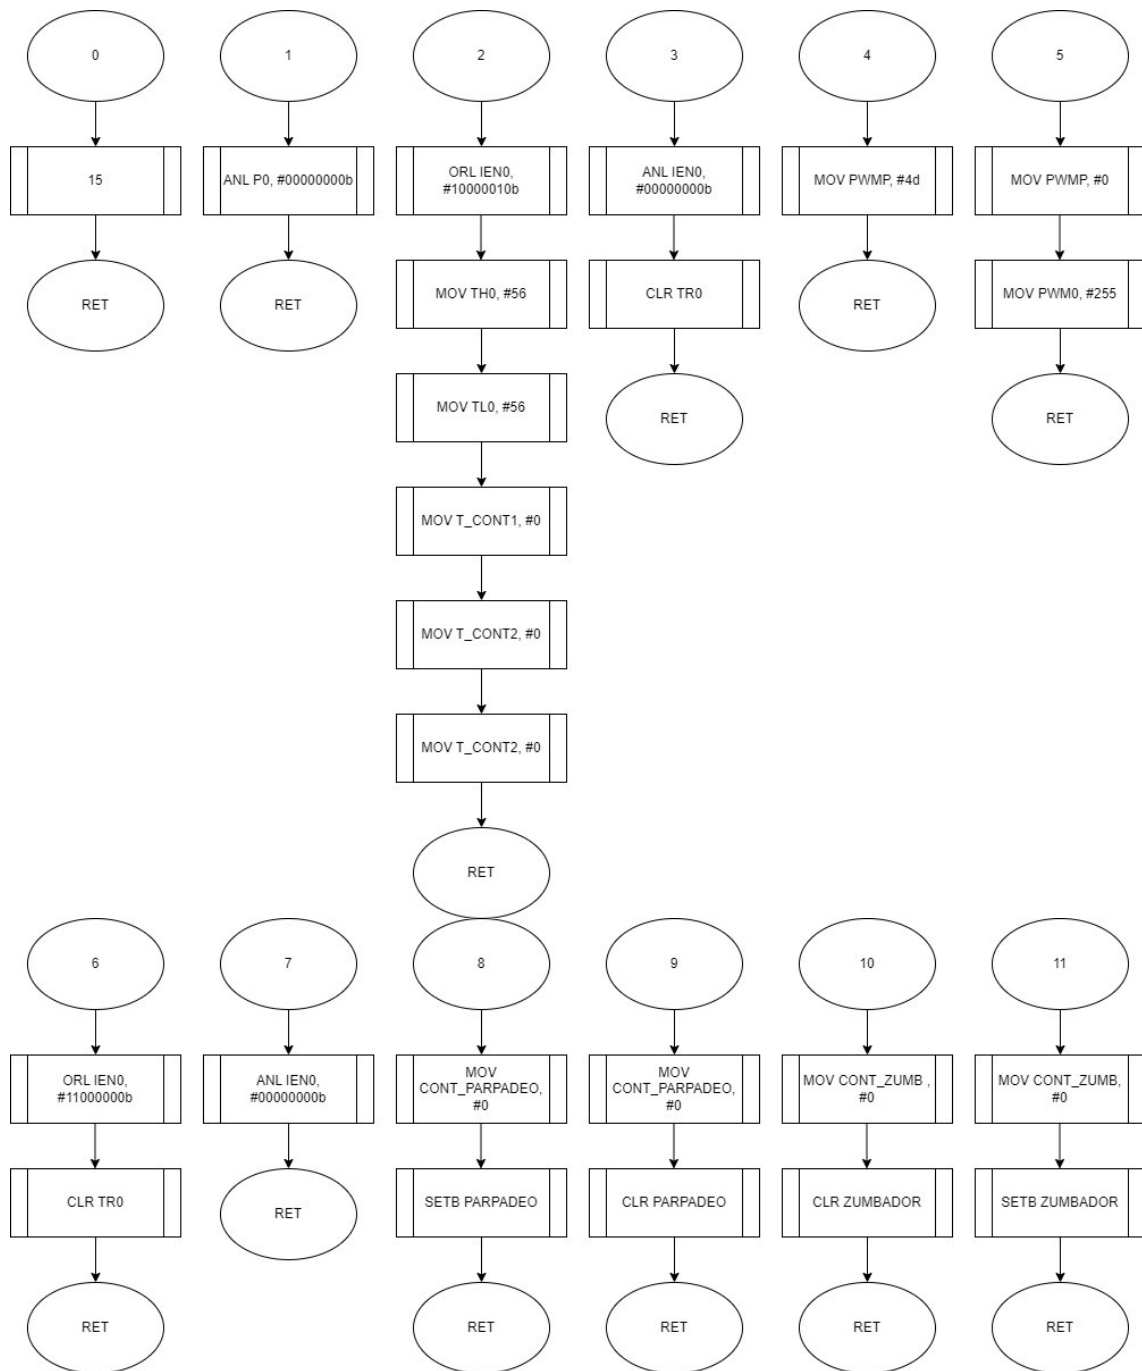 0
1
2
3
4
5
15
ANL P0, #00000000b
ORL IEN0,
#10000010b
ANL IEN0,
#00000000b
MOV PWMP, #4d
MOV PWMP, #0
RET
RET
MOV TH0, #56
CLR TR0
RET
MOV PWM0, #255
MOV TL0, #56
RET
RET
MOV T_CONT1, #0
MOV T_CONT2, #0
MOV T_CONT2, #0
RET
6
7
8
9
10
11
ORL IEN0,
#11000000b
ANL IEN0,
#00000000b
MOV
CONT_PARPADEO,
#0
MOV
CONT_PARPADEO,
#0
MOV CONT_ZUMB ,
#0
MOV CONT_ZUMB,
#0
CLR TR0
RET
SETB PARPADEO
CLR PARPADEO
CLR ZUMBADOR
SETB ZUMBADOR
RET
RET
RET
RET
RET